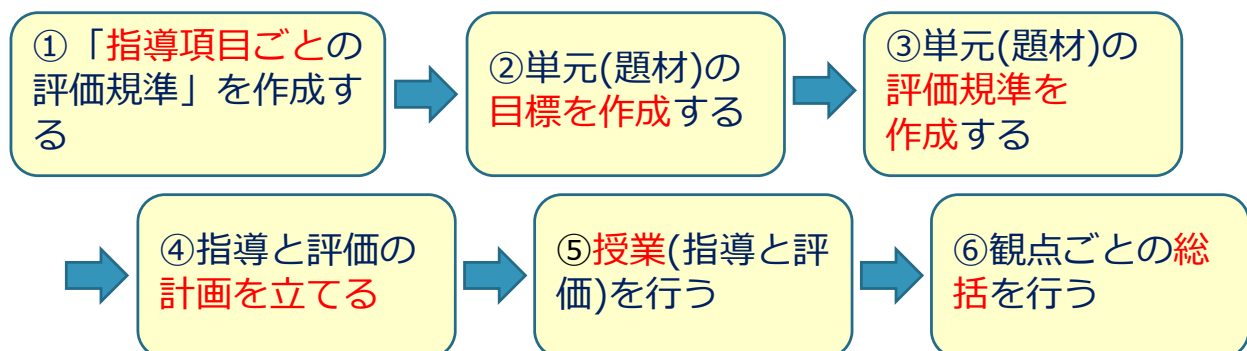 ①「指導項目ごとの
評価規準」を作成す
る
②単元(題材)の
目標を作成する
③単元(題材)の
評価規準を
作成する
④指導と評価の
計画を立てる
⑤授業(指導と評
価)を行う
⑥観点ごとの総
括を行う